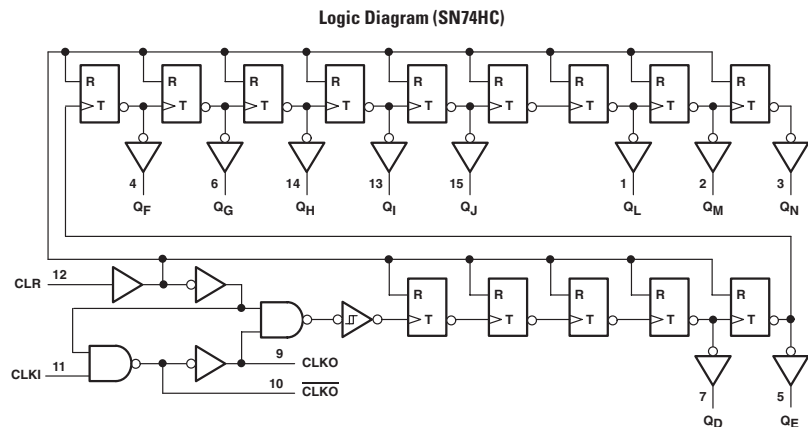 Logic Diagram (SN74HC)
R R R R R R R R
T T T T T T T T
4 6 14 13 15 1 2 3
QF QG QH QI QJ QL QM QN
CLR 12
R R R R R
T T T T T
CLKI 11
9 CLKO
10 CLKO
7 5
QD QE